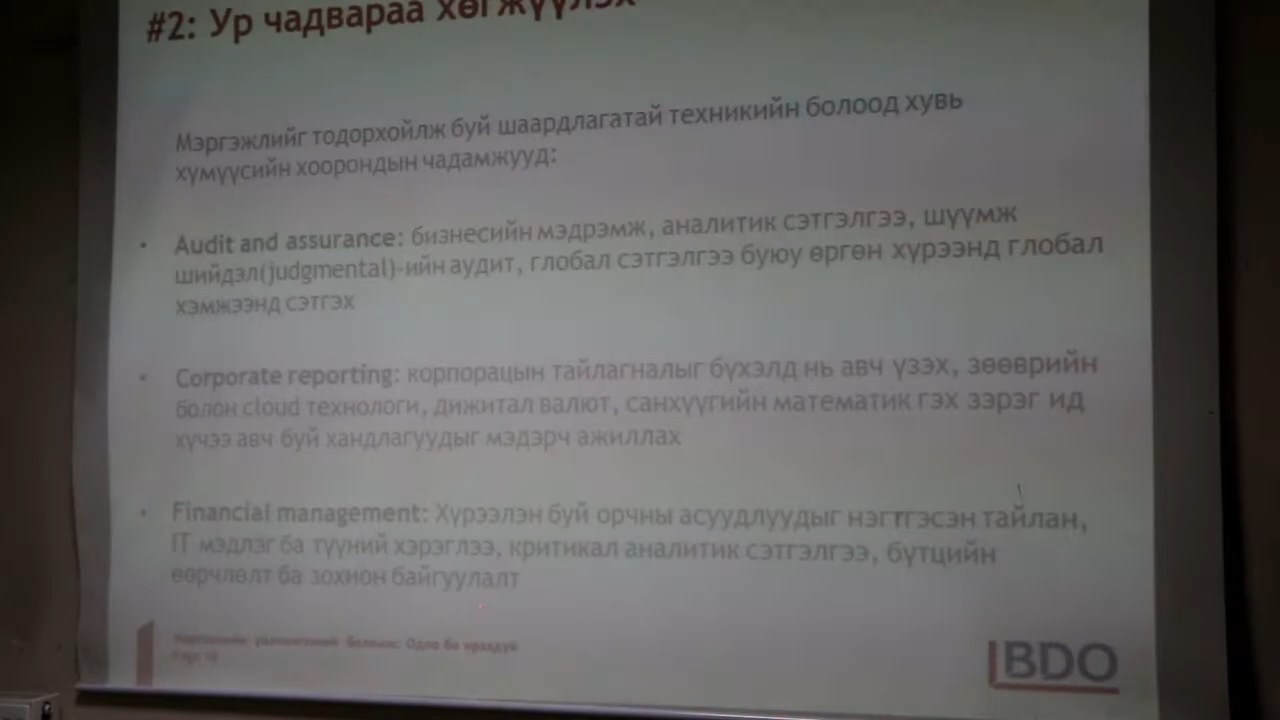 #2: Ур чадвараа хөгжүүлэх
Мэргэжлийг тодорхойлж буй шаардлагатай техникийн болоод хувь
хүмүүсийн хоорондын чадамжууд:
• Audit and assurance: бизнесийн мэдрэмж, аналитик сэтгэлгээ, шүүмж
шийдэл(judgmental)-ийн аудит, глобал сэтгэлгээ буюу өргөн хүрээнд глобал
хэмжээнд сэтгэх
• Corporate reporting: корпорацын тайлагналыг бүхэлд нь авч үзэх, зөөврийн
болон cloud технологи, дижитал валют, санхүүгийн математик гэх зэрэг ид
хүчээ авч буй хандлагуудыг мэдэрч ажиллах
• Financial management: Хүрээлэн буй орчны асуудлуудыг нэгтгэсэн тайлан,
IT мэдлэг ба түүний хэрэглээ, критикал аналитик сэтгэлгээ, бүтцийн
өөрчлөлт ба зохион байгуулалт
Одоо ба ирээдүй
Page
BDO